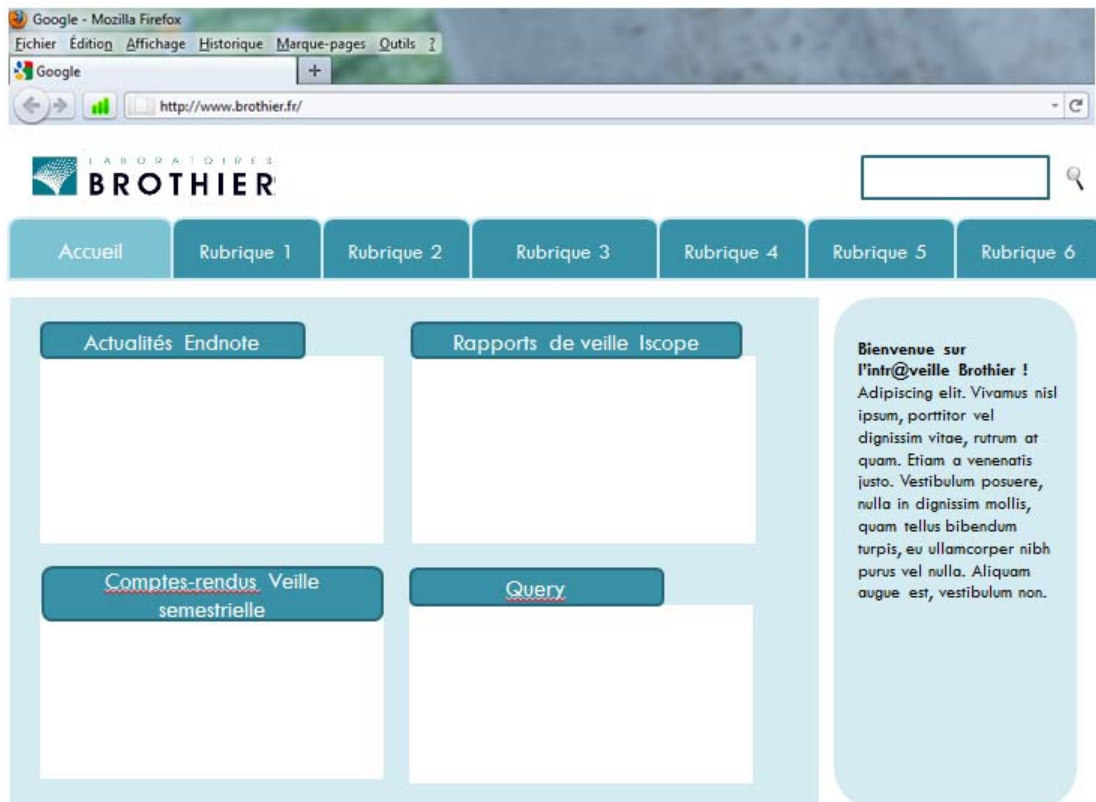 Google - Mozilla Firefox
Fichier Édition Affichage Historique Marque-pages Outils ?
Google +
http://www.brothier.fr/
LABORATOIRES
BROTHIER
Accueil Rubrique 1 Rubrique 2 Rubrique 3 Rubrique 4 Rubrique 5 Rubrique 6
Actualités Endnote
Rapports de veille Iscope
Comptes-rendus Veille
semestrielle
Query
Bienvenue sur
l'intr@veille Brothier !
Adipiscing elit. Vivamus nisl
ipsum, porttitor vel
dignissim vitae, rutrum at
quam. Etiam a venenatis
justo. Vestibulum posuere,
nulla in dignissim mollis,
quam tellus bibendum
turpis, eu ullamcorper nibh
purus vel nulla. Aliquam
augue est, vestibulum non.